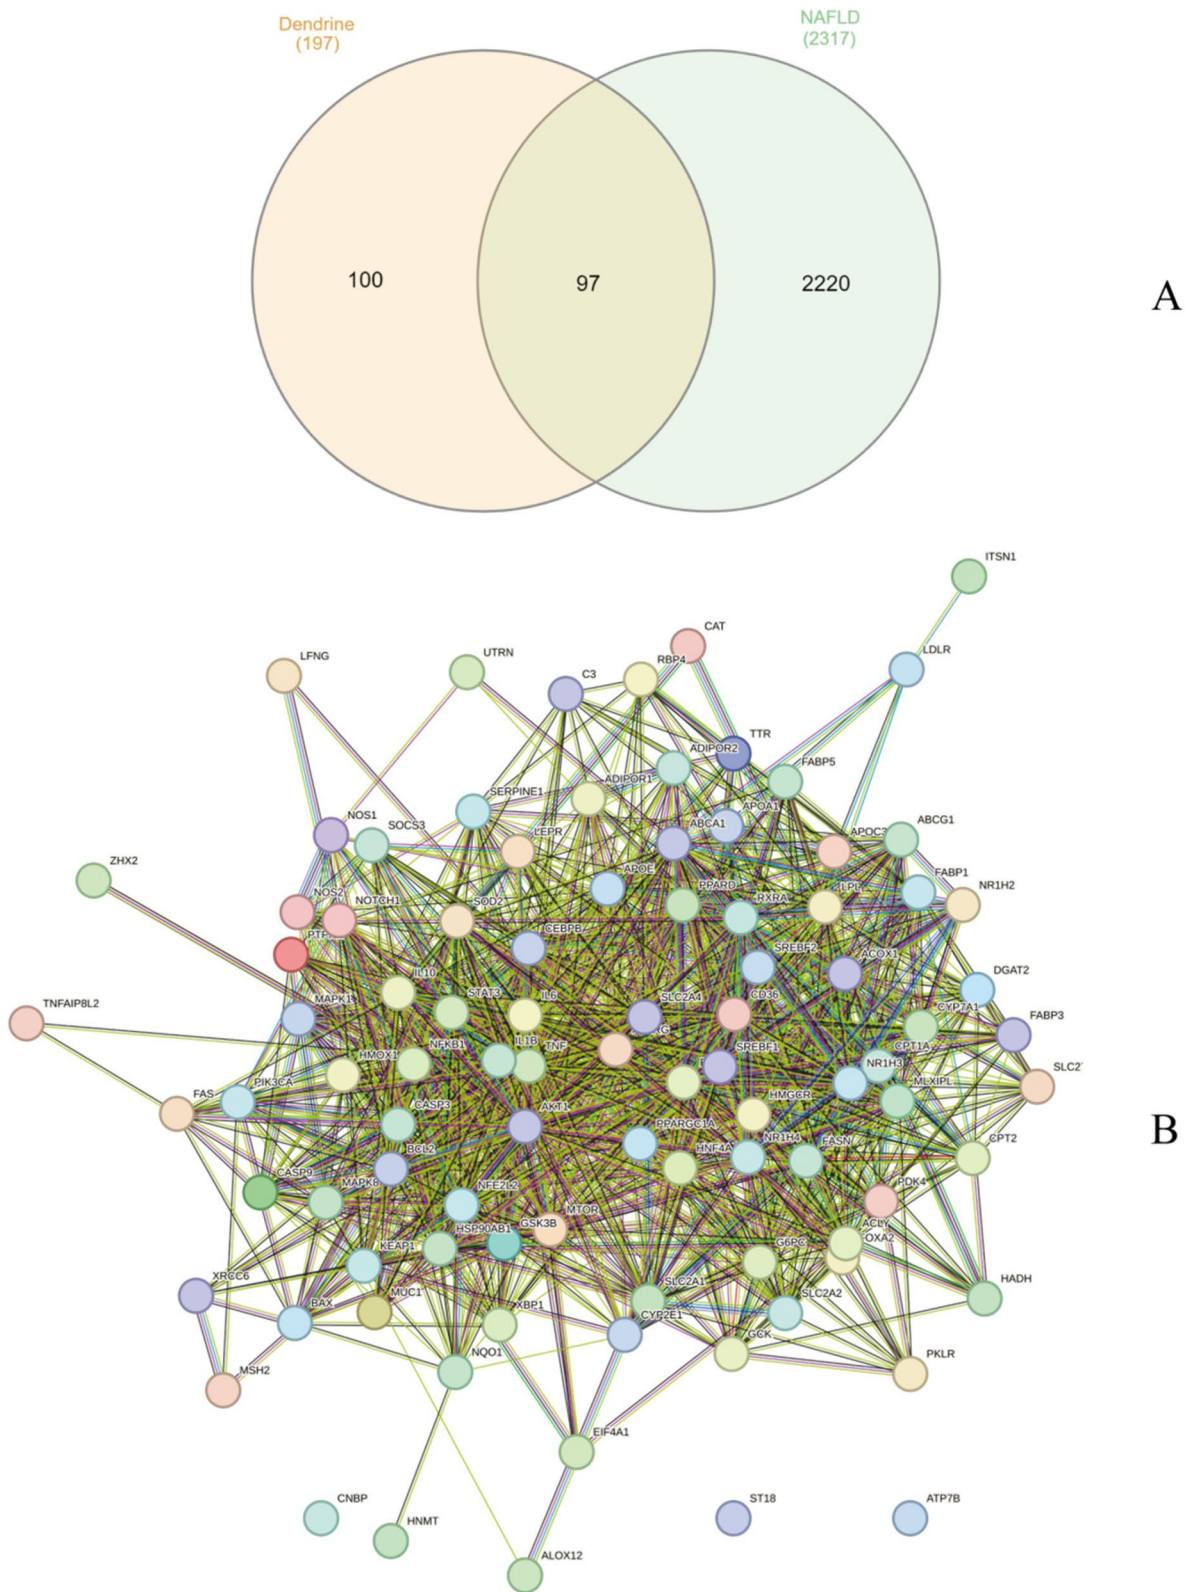 Dendrine
(197)
NAFLD
(2317)
100
97
2220
A
ITSN1
CAT
LFNG
UTRN
RBP4
LDLR
C3
TTR
ADIPOR2
FABP5
ADIPOR1
SERPINE1
APOA1
NOS1
SOCS3
ABCA1
ABCG1
LEPR
APOC3
ZHX2
APOE
FABP1
PPARD
LPL
NR1H2
NOS2
NOTCH1
SOD2
RXRA
CEBPB
SREBF2
ACOX1
IL10
DGAT2
STAT3
IL6
SLC2A4
CD36
TNFAIP8L2
MAPK1
CYP7A1
FABP3
NFKB1
IL1B
TNF
SREBF1
CPT1A
HMOX1
NR1H3
SLC2
FAS
PIK3CA
MLXIPL
CASP3
AKT1
HMGCR
B
PPARGC1A
NR1H4
FASN
CPT2
BCL2
HNF4A
CASP9
MAPK8
NFE2L2
PDK4
MTOR
GSK3B
HSP90AB1
ACLY
OXA2
KEAP1
G6PC
XRCC6
SLC2A1
HADH
BAX
MUC1
XBP1
SLC2A2
CYP2E1
GCK
NQO1
PKLR
MSH2
EIF4A1
CNBP
ST18
ATP7B
HNMT
ALOX12